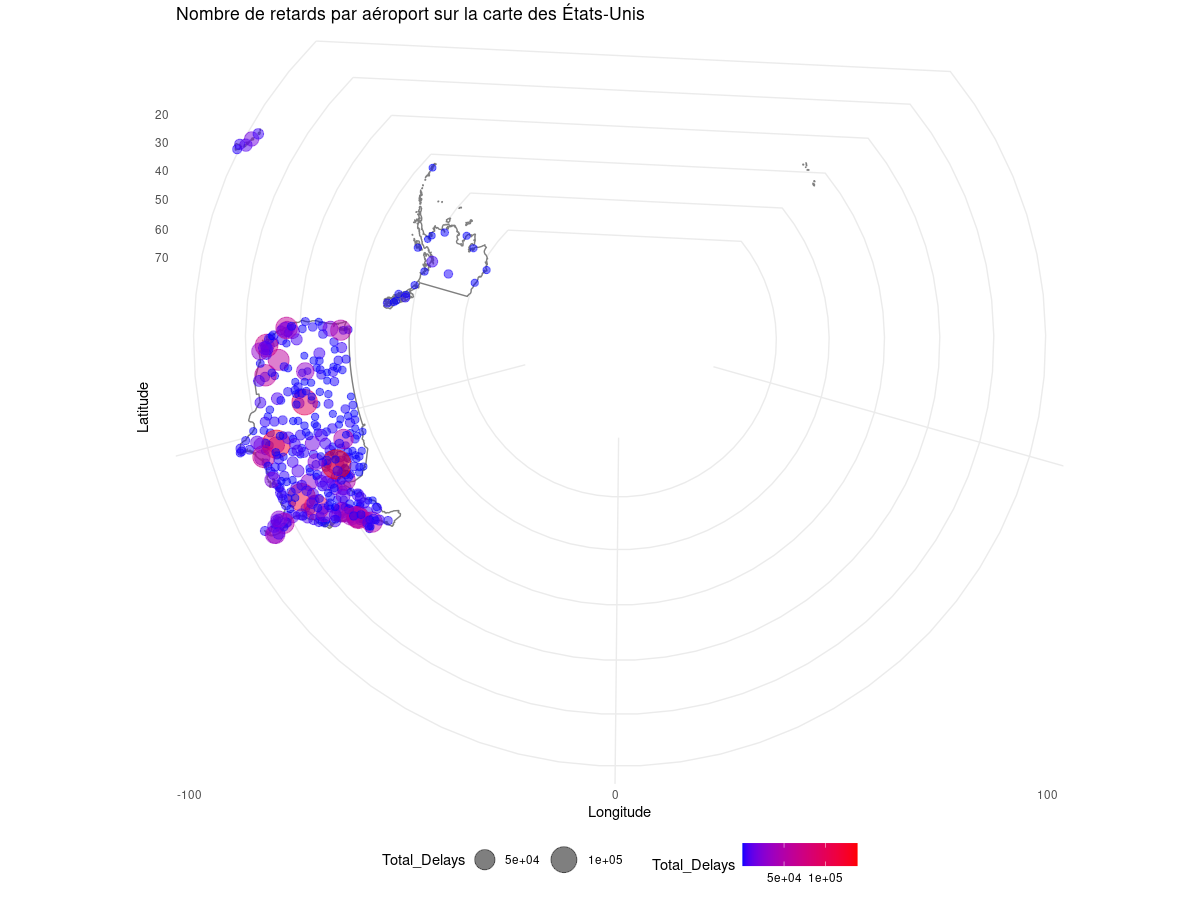 Nombre de retards par aéroport sur la carte des États-Unis
20
30
40
50
60
70
Latitude
-100
0
100
Longitude
Total_Delays
5e+04
1e+05
Total_Delays
5e+04
1e+05